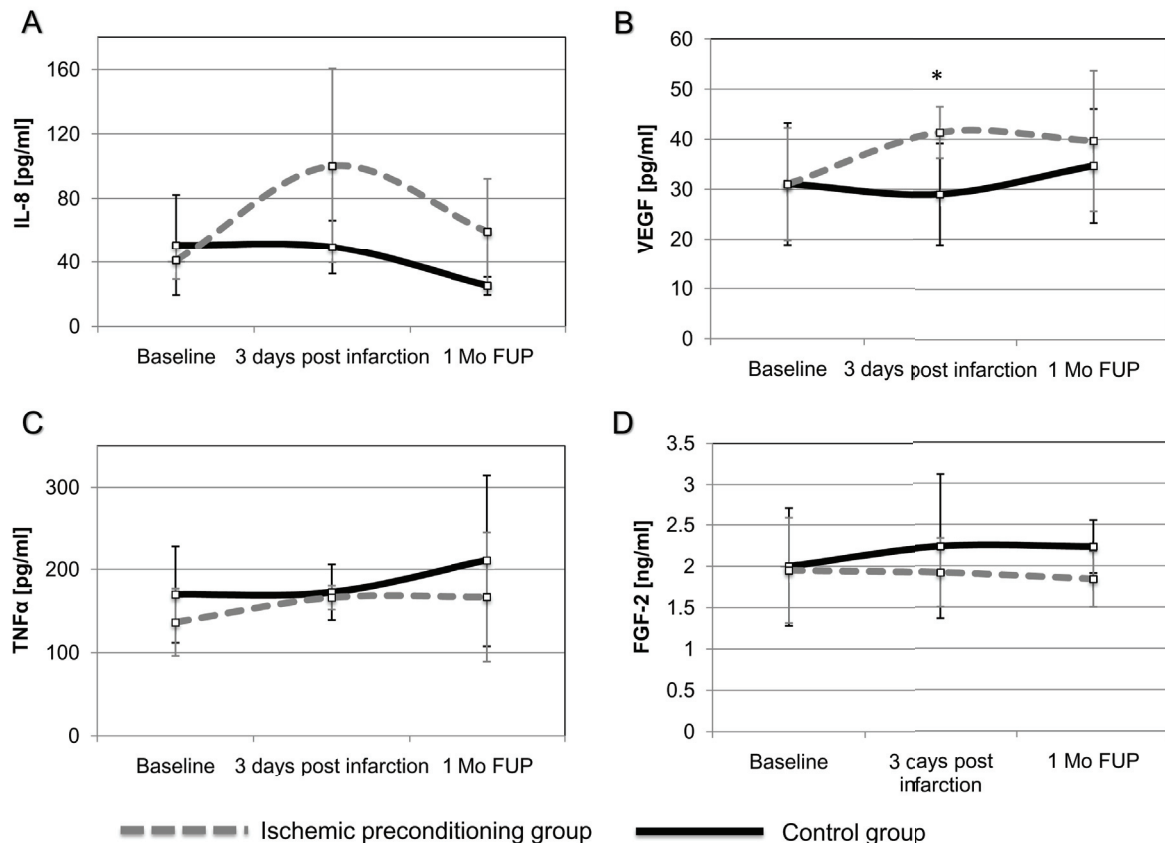 A
IL-8 [pg/ml]
160
120
80
40
0
Baseline 3 days post infarction 1 Mo FUP
B
VEGF [pg/ml]
60
50
40
30
20
10
0
*
Baseline 3 days post infarction 1 Mo FUP
C
TNFα [pg/ml]
300
200
100
0
Baseline 3 days post infarction 1 Mo FUP
D
FGF-2 [ng/ml]
3.5
3
2.5
2
1.5
1
0.5
0
Baseline 3 cays post 1 Mo FUP
infarction
Ischemic preconditioning group Control group